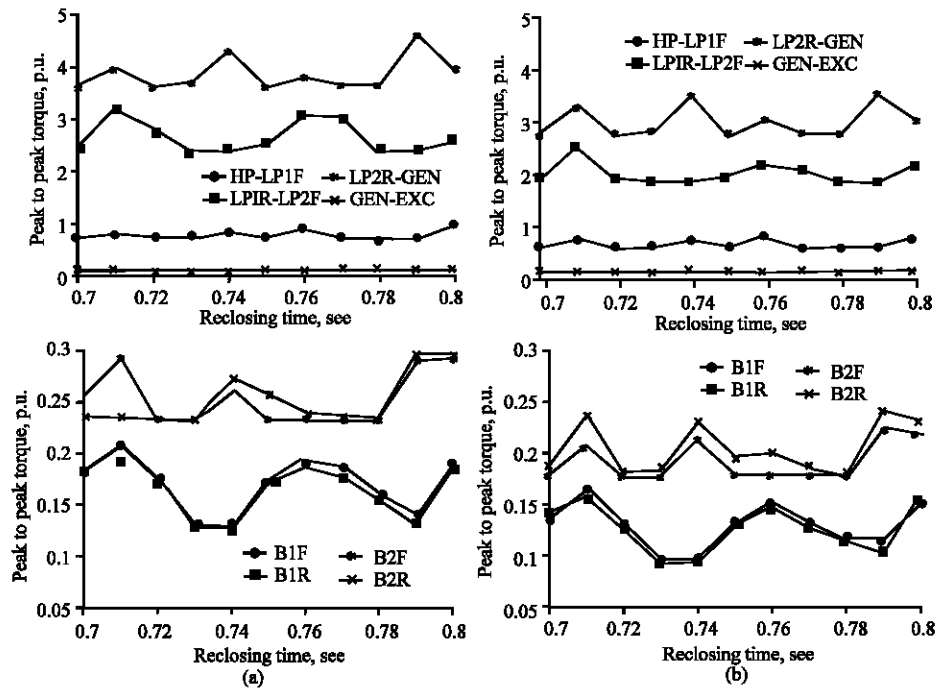 Peak to peak torque, p.u.
5
4
3
2
1
0
HP-LP1F
LP2R-GEN
LPIR-LP2F
GEN-EXC
0.7
0.72
0.74
0.76
0.78
0.8
Reclosing time, see
Peak to peak torque, p.u.
5
4
3
2
1
0
HP-LP1F
LP2R-GEN
LPIR-LP2F
GEN-EXC
0.7
0.72
0.74
0.76
0.78
0.8
Reclosing time, see
Peak to peak torque, p.u.
0.3
0.25
0.2
0.15
0.1
0.05
B1F
B2F
B1R
B2R
0.7
0.72
0.74
0.76
0.78
0.8
Reclosing time, see
(a)
Peak to peak torque, p.u.
0.3
0.25
0.2
0.15
0.1
0.05
B1F
B2F
B1R
B2R
0.7
0.72
0.74
0.76
0.78
0.8
Reclosing time, see
(b)